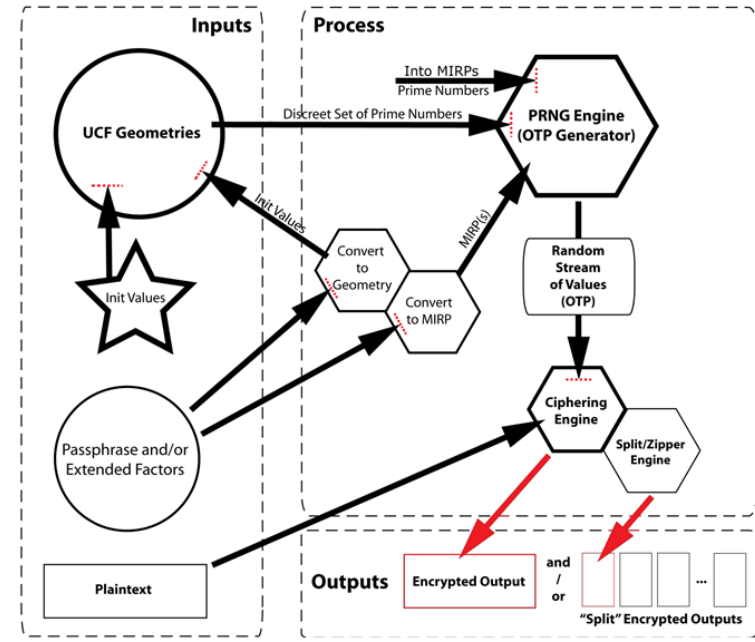 Inputs
Process
Into MIRPs
Prime Numbers
UCF Geometries
Discreet Set of Prime Numbers
PRNG Engine
(OTP Generator)
Init Values
MIRP(s)
Convert
to
Geometry
Convert
to MIRP
Random
Stream
of Values
(OTP)
Init Values
Ciphering
Engine
Split/Zipper
Engine
Passphrase and/or
Extended Factors
Plaintext
Outputs
Encrypted Output
and
/
or
...
"Split" Encrypted Outputs